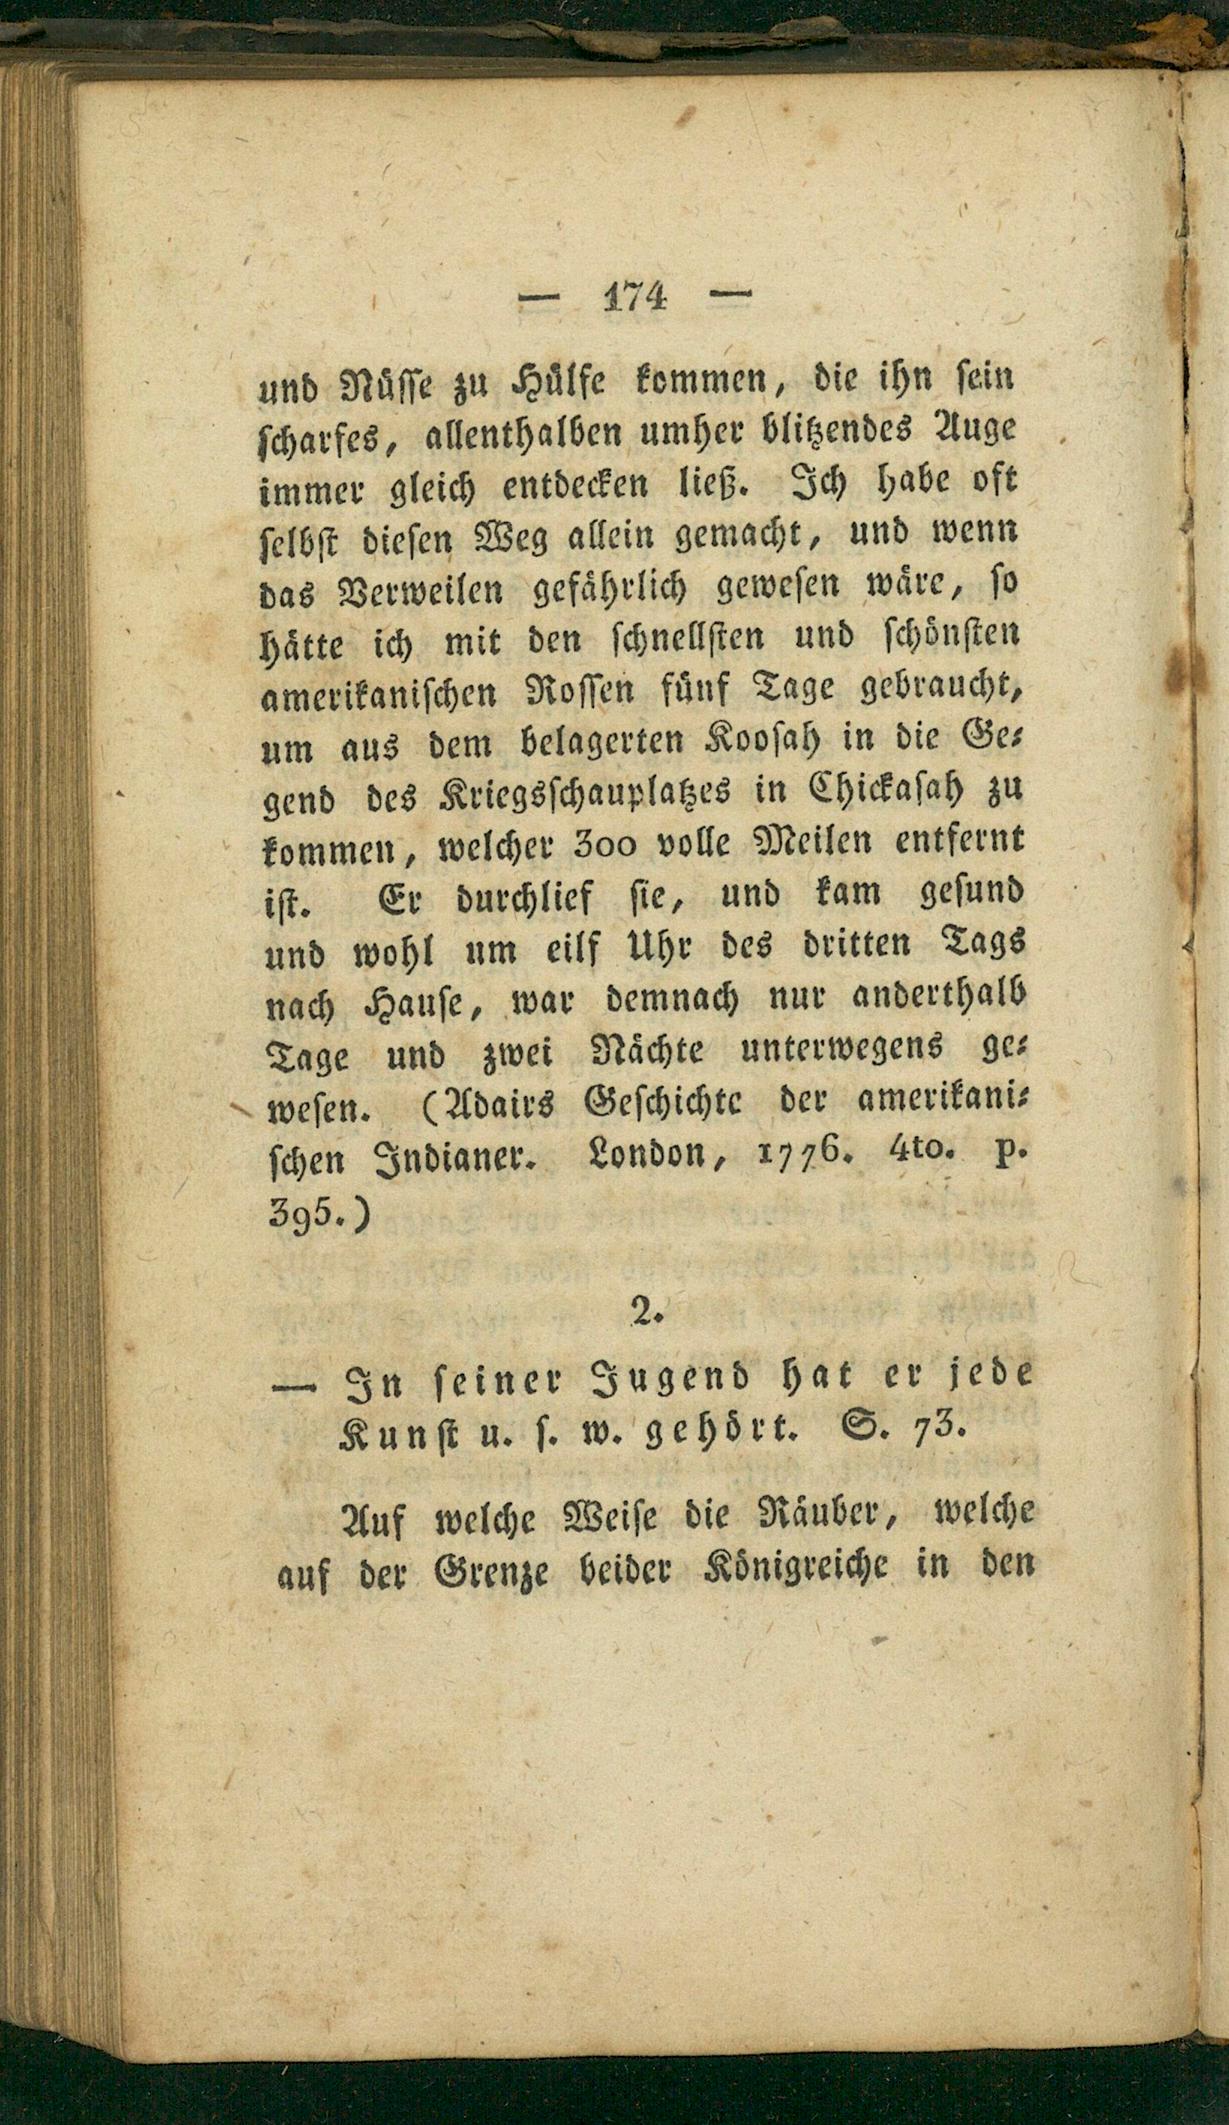 — 174 —
und Nüsse zu Hülfe kommen, die ihn sein
scharfes, allenthalben umher blitzendes Auge
immer gleich entdecken ließ. Ich habe oft
selbst diesen Weg allein gemacht, und wenn
das Verweilen gefährlich gewesen wäre, so
hätte ich mit den schnellsten und schönsten
amerikanischen Rossen fünf Tage gebraucht,
um aus dem belagerten Koosah in die Ge-
gend des Kriegsschauplatzes in Chickasah zu
kommen, welcher 300 volle Meilen entfernt
ist. Er durchlief sie, und kam gesund
und wohl um eilf Uhr des dritten Tags
nach Hause, war demnach nur anderthalb
Tage und zwei Nächte unterwegens ge-
wesen. (Adairs Geschichte der amerikani-
schen Indianer. London, 1776. 4to. p.
395.)
2.
— In seiner Jugend hat er jede
Kunst u. s. w. gehört. S. 73.
Auf welche Weise die Räuber, welche
auf der Grenze beider Königreiche in den